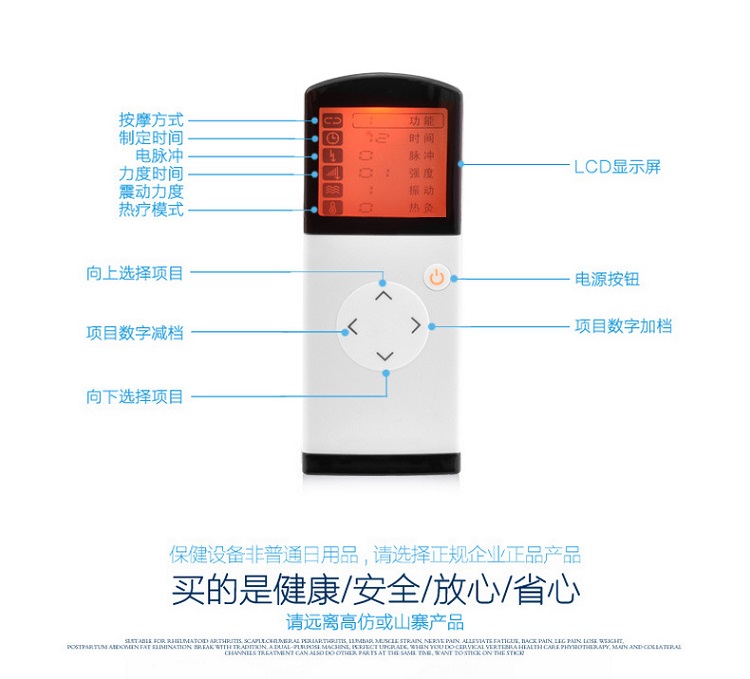 按摩方式
制定时间
电脉冲
力度时间
震动力度
热疗模式
功能
12 时间
0 脉冲
0 : 强度
: 振动
0 热灸
LCD显示屏
向上选择项目
电源按钮
项目数字减档
项目数字加档
向下选择项目
保健设备非普通日用品,请选择正规企业正品产品
买的是健康/安全/放心/省心
请远离高仿或山寨产品
SUITABLE FOR RHEUMATOID ARTHRITIS, SCAPULOHUMERAL PERIARTHRITIS, LUMBAR MUSCLE STRAIN, NERVE PAIN. ALLEVIATE FATIGUE, BACK PAIN, LEG PAIN. LOSE WEIGHT,
POSTPARTUM ABDOMEN FAT ELIMINATION. BREAK WITH TRADITION, A DUAL-PURPOSE MACHINE, PERFECT UPGRADE, WHEN YOU DO CERVICAL VERTEBRA HEALTH CARE PHYSIOTHERAPY, MAIN AND COLLATERAL
CHANNELS TREATMENT CAN ALSO DO OTHER PARTS AT THE SAME TIME, WANT TO STICK ON THE STICK!